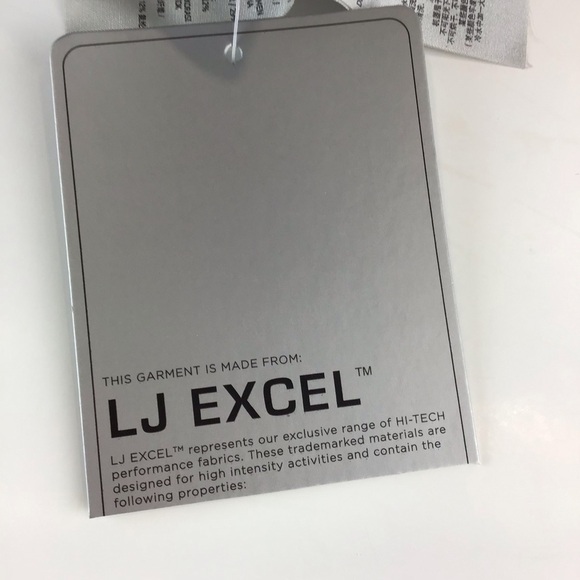 THIS GARMENT IS MADE FROM:
LJ EXCEL™
LJ EXCEL™ represents our exclusive range of HI-TECH
performance fabrics. These trademarked materials are
designed for high intensity activities and contain the
following properties: